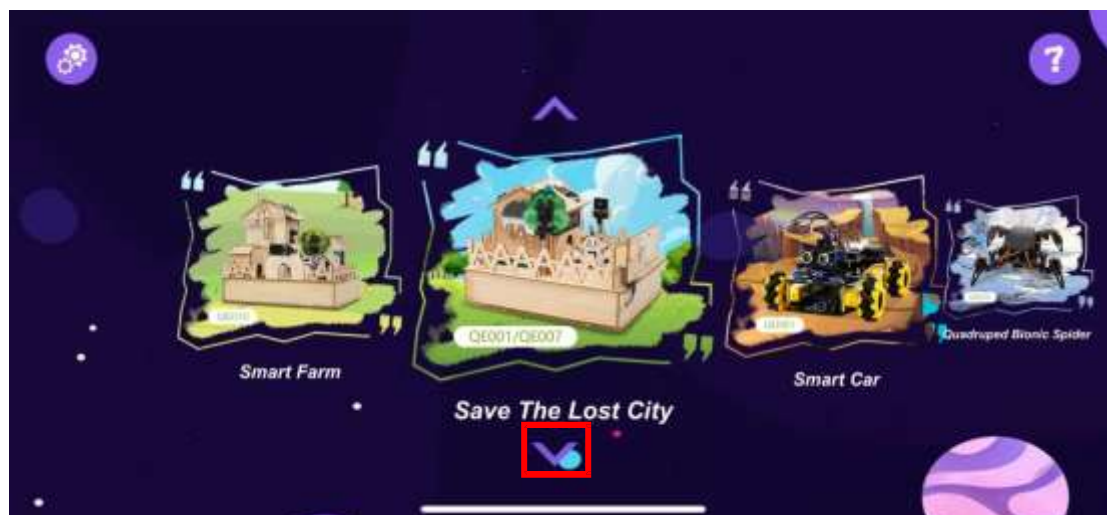 ?
QE001/QE007
Smart Farm
Save The Lost City
Smart Car
Quadruped Bionic Spider